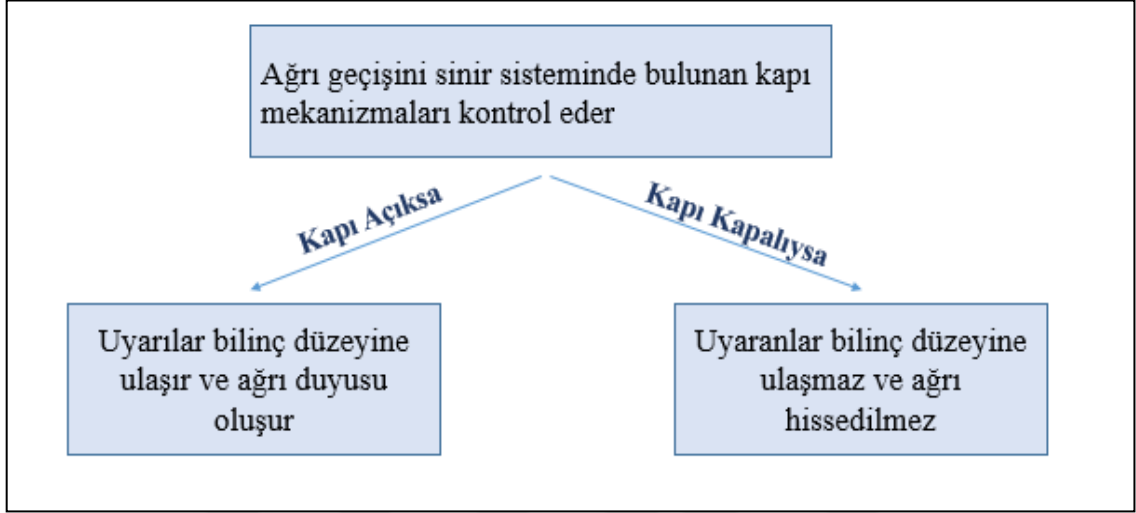 Ağrı geçişini sinir sisteminde bulunan kapı
mekanizmaları kontrol eder
Kapı Açıksa
Kapı Kapalıysa
Uyarılar bilinç düzeyine
ulaşır ve ağrı duyusu
oluşur
Uyaranlar bilinç düzeyine
ulaşmaz ve ağrı
hissedilmez